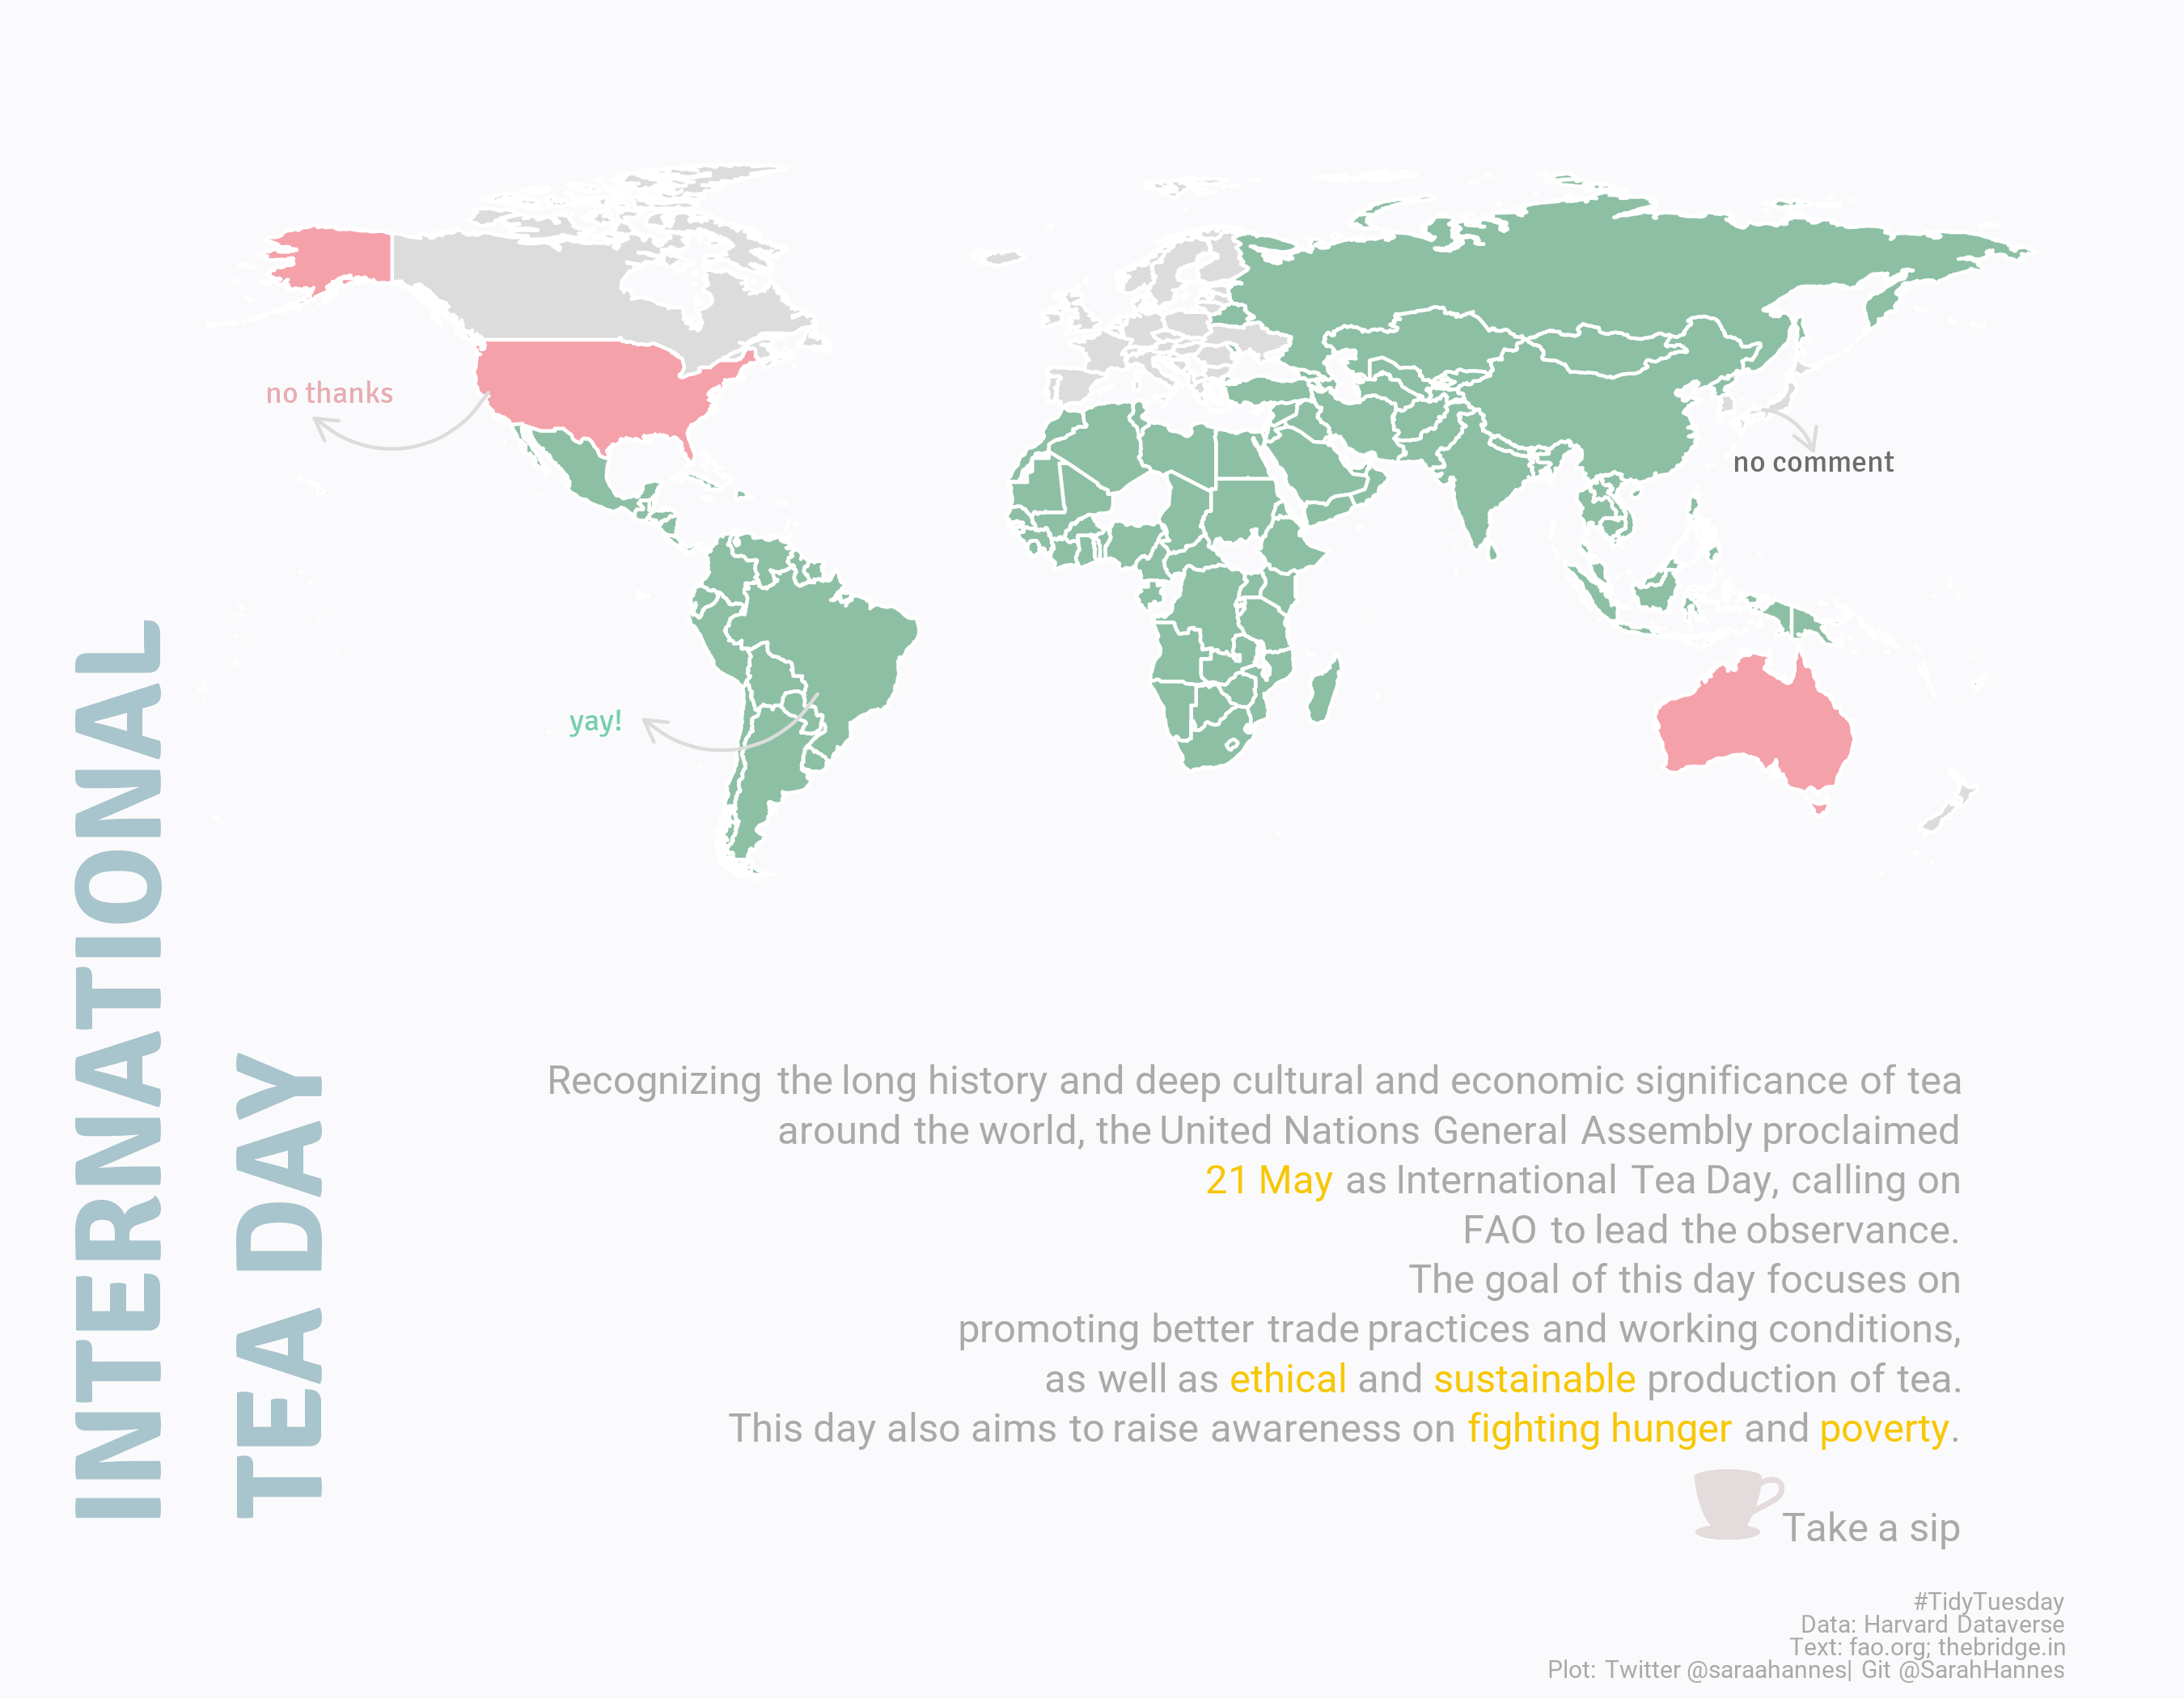 INTERNATIONAL
TEA DAY
no thanks
no comment
yay!
Recognizing the long history and deep cultural and economic significance of tea
around the world, the United Nations General Assembly proclaimed
21 May as International Tea Day, calling on
FAO to lead the observance.
The goal of this day focuses on
promoting better trade practices and working conditions,
as well as ethical and sustainable production of tea.
This day also aims to raise awareness on fighting hunger and poverty.
Take a sip
#TidyTuesday
Data: Harvard Dataverse
Text: fao.org; thebridge.in
Plot: Twitter @saraahannes| Git @SarahHannes